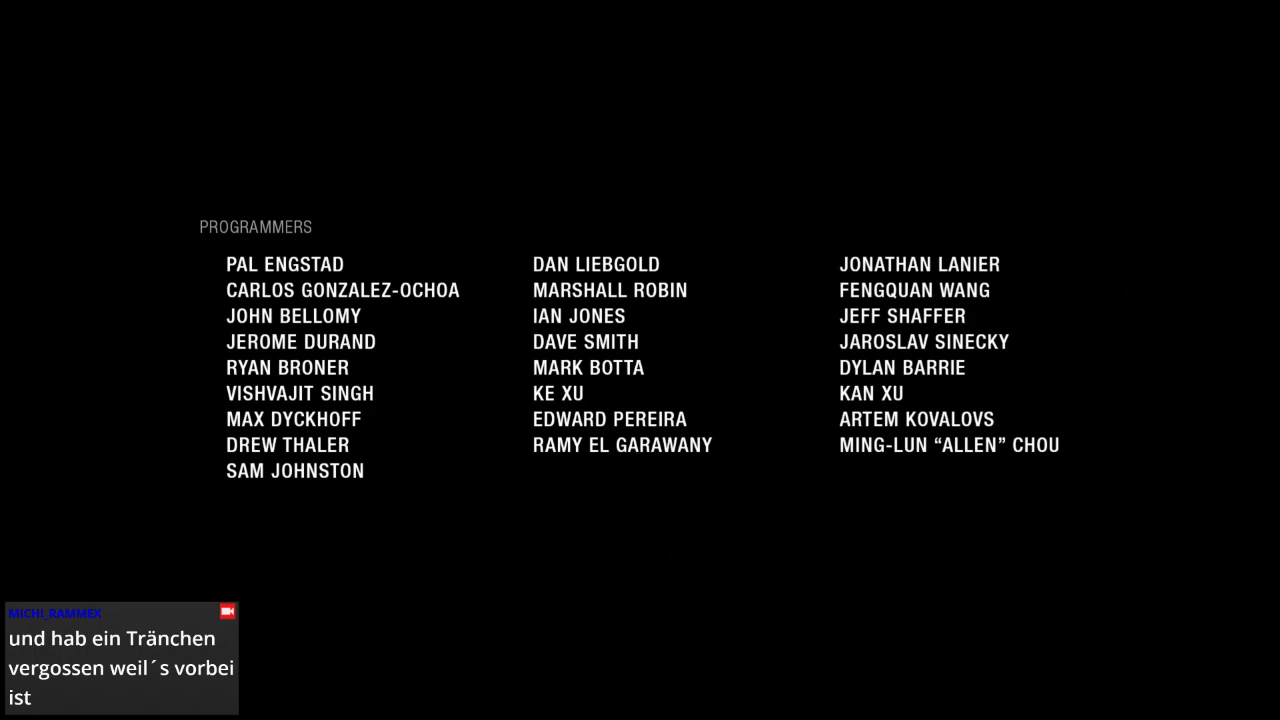 PROGRAMMERS
PAL ENGSTAD DAN LIEBGOLD JONATHAN LANIER
CARLOS GONZALEZ-OCHOA MARSHALL ROBIN FENGQUAN WANG
JOHN BELLOMY IAN JONES JEFF SHAFFER
JEROME DURAND DAVE SMITH JAROSLAV SINECKY
RYAN BRONER MARK BOTTA DYLAN BARRIE
VISHVAJIT SINGH KE XU KAN XU
MAX DYCKHOFF EDWARD PEREIRA ARTEM KOVALOVS
DREW THALER RAMY EL GARAWANY MING-LUN “ALLEN” CHOU
SAM JOHNSTON
MICHI_RAMMEX
und hab ein Tränchen
vergossen weil´s vorbei
ist